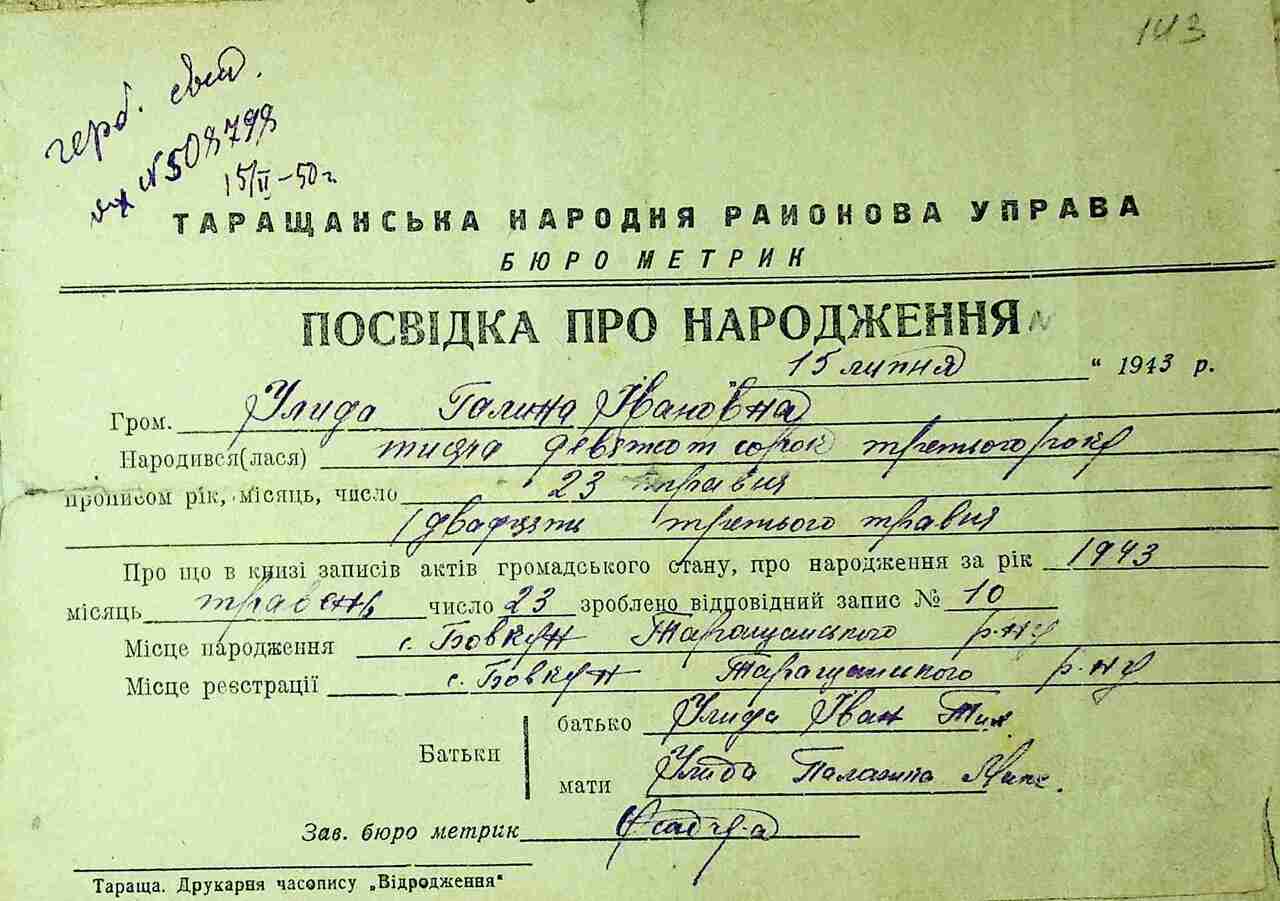 143
герб. свид.
№ 508798
15/II-50 г.
ТАРАЩАНСЬКА НАРОДНЯ РАЙОНОВА УПРАВА
БЮРО МЕТРИК
ПОСВІДКА ПРО НАРОДЖЕННЯ
" 15 липня " 1943 р.
Гром. Улида Галина Івановна
Народився(лася) тисяча девятсот сорок третього року
прописом рік, місяць, число 23 травня
(двадцять третього травня
Про що в книзі записів актів громадського стану, про народження за рік 1943
місяць травень число 23 зроблено відповідний запис № 10
Місце народження с. Бовкун Таращанського р-ну
Місце реєстрації с. Бовкун Таращанського р-ну
батько Улида Іван Тим
Батьки
мати Улида Палажка
Зав. бюро метрик
Тараща. Друкарня часопису „Відродження"